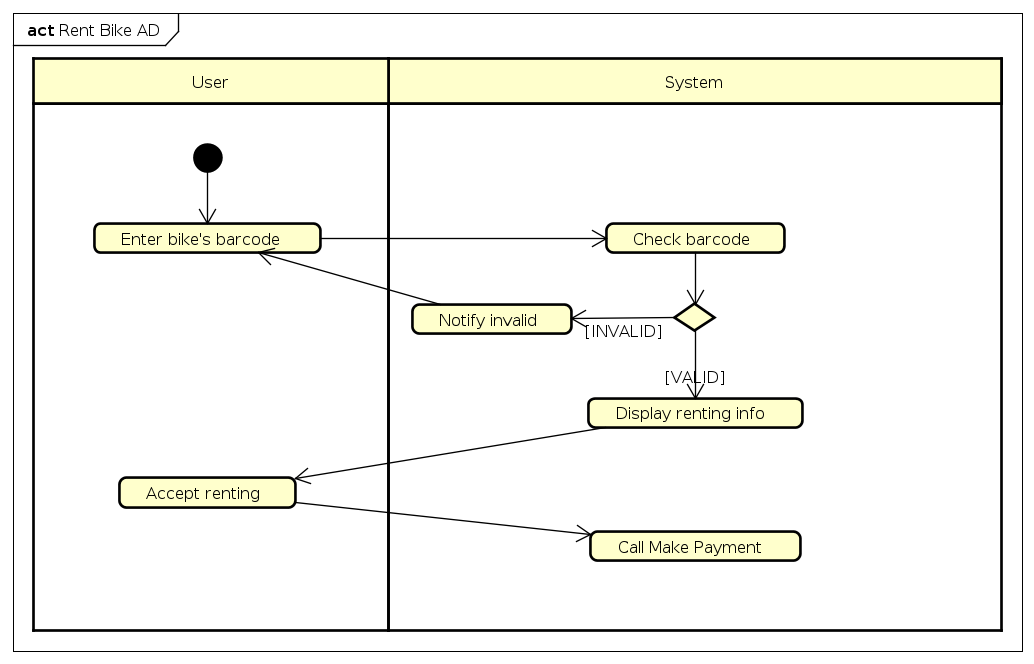 act Rent Bike AD
User
System
Enter bike's barcode
Check barcode
Notify invalid
[INVALID]
[VALID]
Display renting info
Accept renting
Call Make Payment